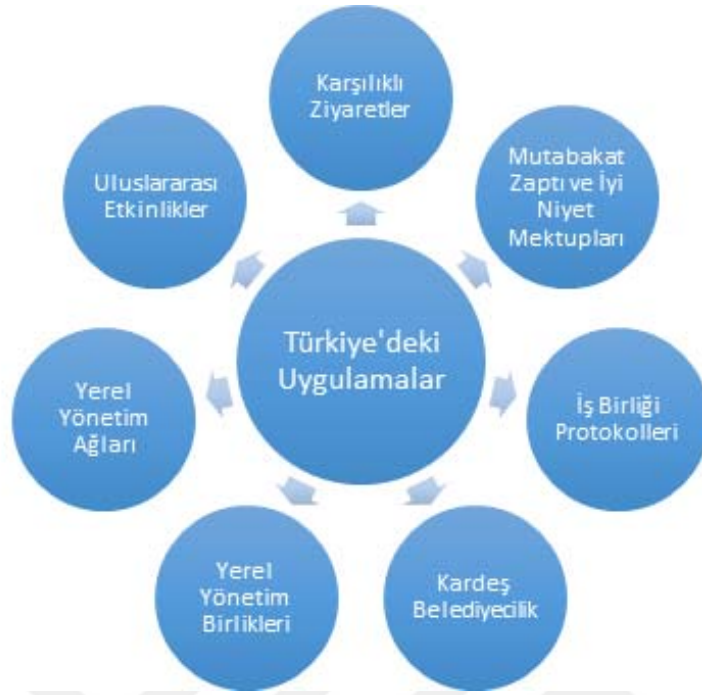 Karşılıklı
Ziyaretler
Mutabakat
Zaptı ve İyi
Niyet
Mektupları
İş Birliği
Protokolleri
Kardeş
Belediyecilik
Yerel
Yönetim
Birlikleri
Yerel
Yönetim
Ağları
Uluslararası
Etkinlikler
Türkiye'deki
Uygulamalar